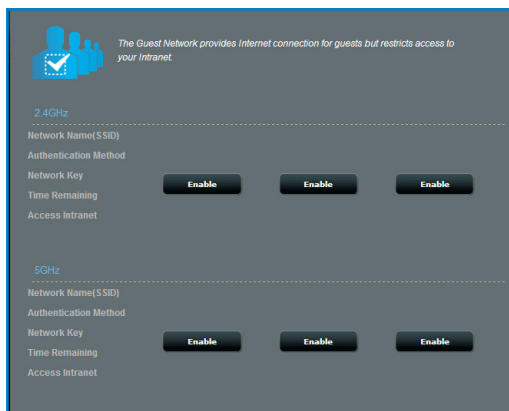 The Guest Network provides Internet connection for guests but restricts access to
your Intranet.
2.4GHz
Network Name(SSID)
Authentication Method
Network Key
Time Remaining
Access Intranet
Enable Enable Enable
5GHz
Network Name(SSID)
Authentication Method
Network Key
Time Remaining
Access Intranet
Enable Enable Enable